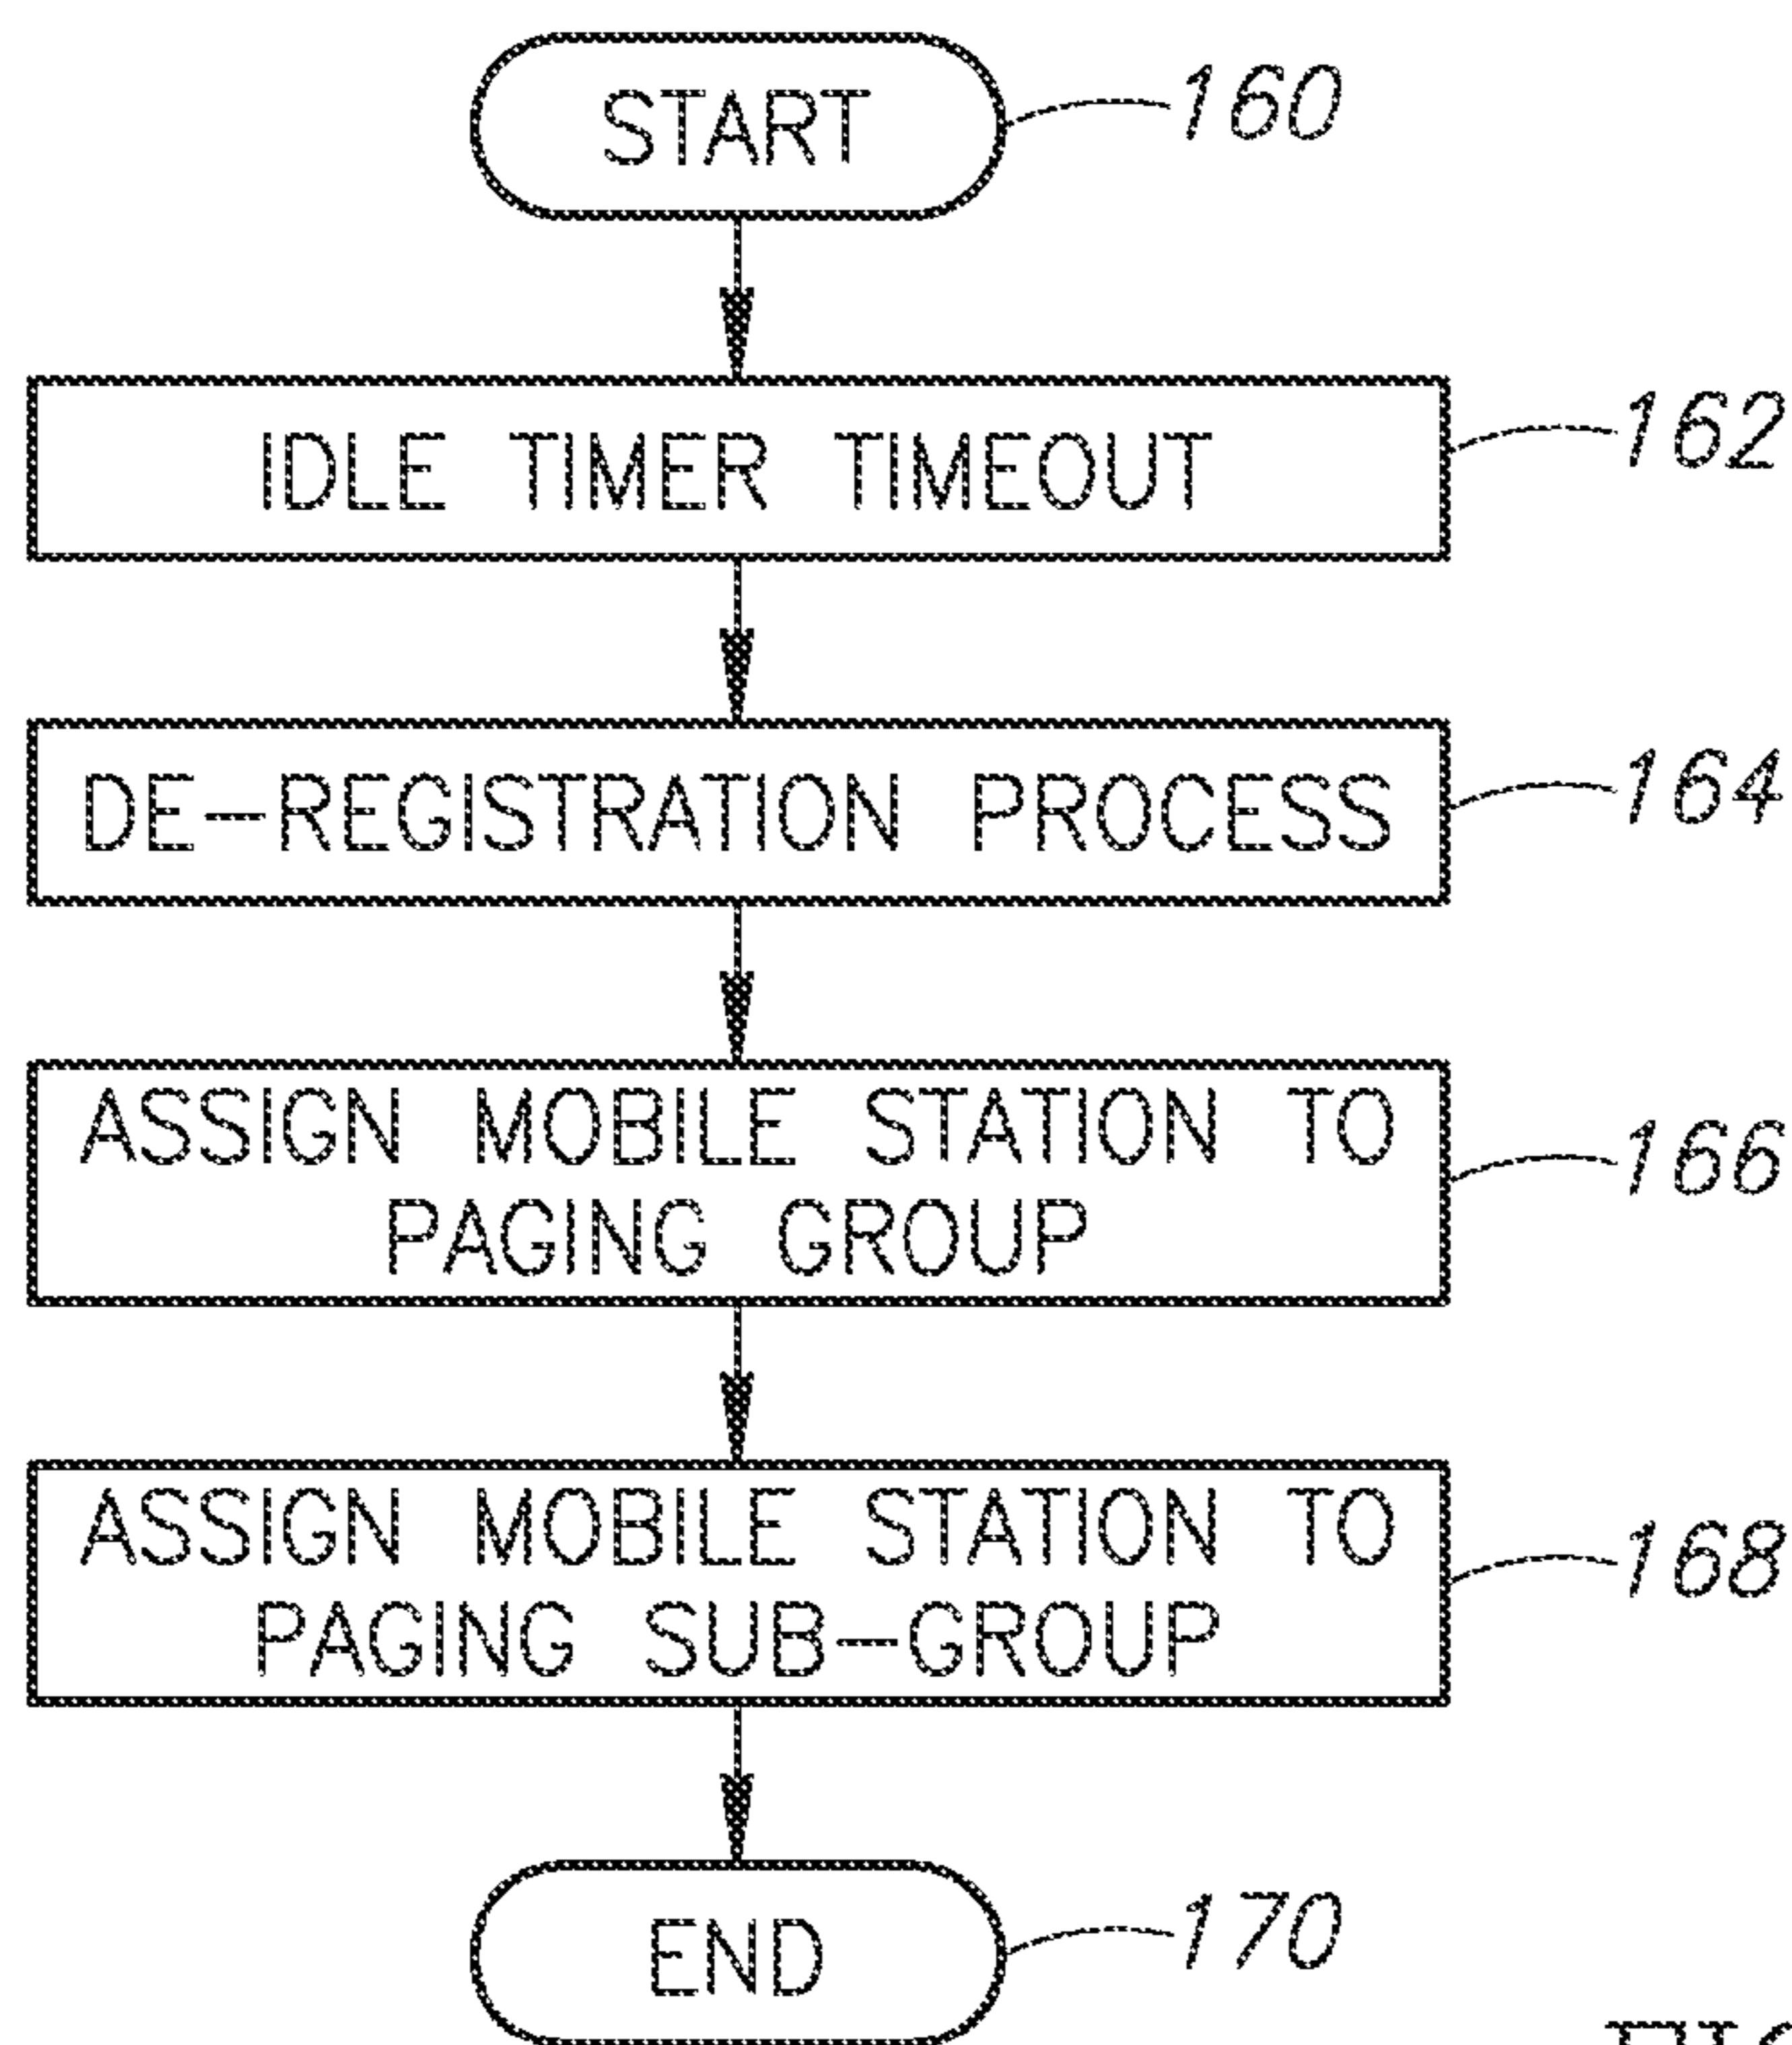 START
160
IDLE TIMER TIMEOUT
162
DE-REGISTRATION PROCESS
164
ASSIGN MOBILE STATION TO
PAGING GROUP
166
ASSIGN MOBILE STATION TO
PAGING SUB-GROUP
168
END
170